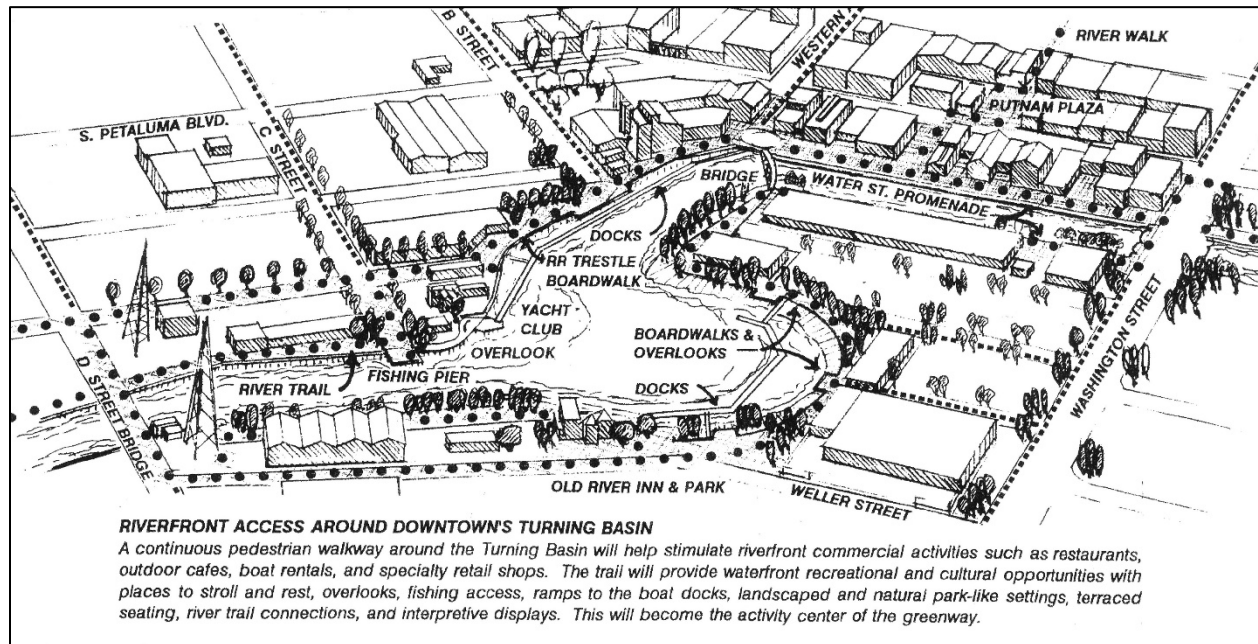 RIVER WALK
B STREET
WESTERN
PUTNAM PLAZA
S. PETALUMA BLVD.
C STREET
BRIDGE
WATER ST. PROMENADE
DOCKS
RR TRESTLE
BOARDWALK
YACHT
CLUB
OVERLOOK
BOARDWALKS &
OVERLOOKS
WASHINGTON STREET
FISHING PIER
RIVER TRAIL
DOCKS
D STREET BRIDGE
OLD RIVER INN & PARK
WELLER STREET
RIVERFRONT ACCESS AROUND DOWNTOWN'S TURNING BASIN
A continuous pedestrian walkway around the Turning Basin will help stimulate riverfront commercial activities such as restaurants,
outdoor cafes, boat rentals, and specialty retail shops. The trail will provide waterfront recreational and cultural opportunities with
places to stroll and rest, overlooks, fishing access, ramps to the boat docks, landscaped and natural park-like settings, terraced
seating, river trail connections, and interpretive displays. This will become the activity center of the greenway.